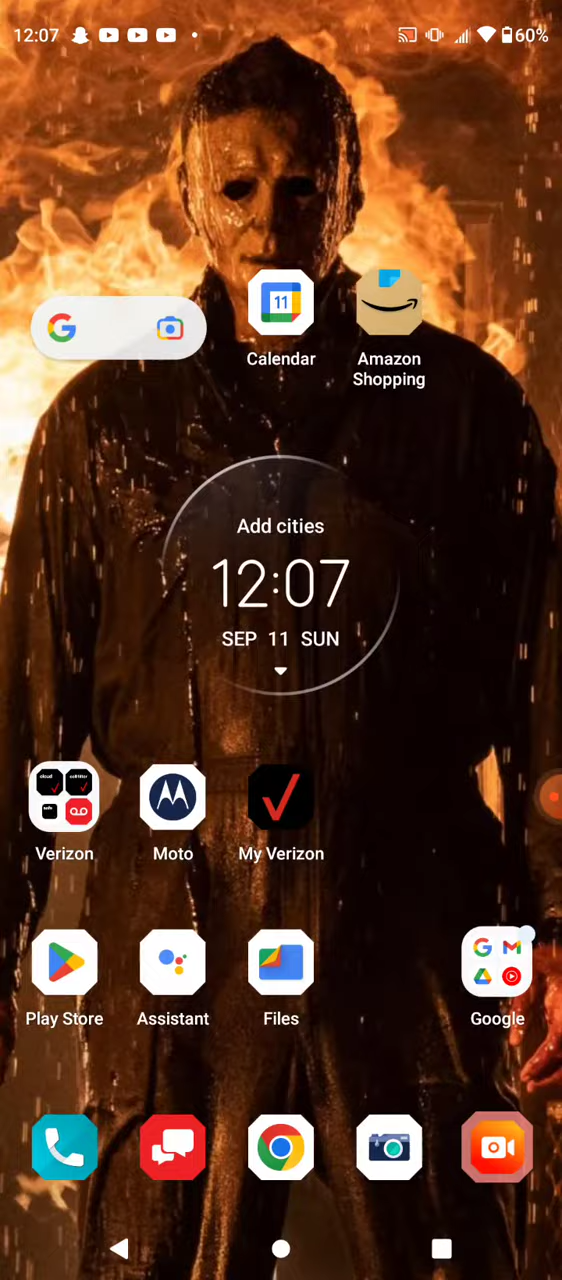 12:07 60%
11
Calendar Amazon
Shopping
Add cities
12:07
SEP 11 SUN
Verizon Moto My Verizon
Play Store Assistant Files Google